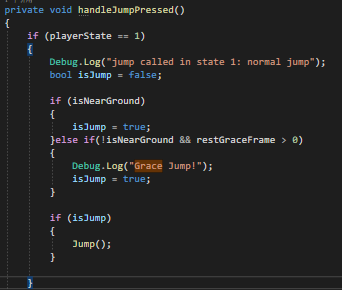 private void handleJumpPressed()
{
if (playerState == 1)
{
Debug.Log("jump called in state 1: normal jump");
bool isJump = false;
if (isNearGround)
{
isJump = true;
}else if(!isNearGround && restGraceFrame > 0)
{
Debug.Log("Grace Jump!");
isJump = true;
}
if (isJump)
{
Jump();
}
}